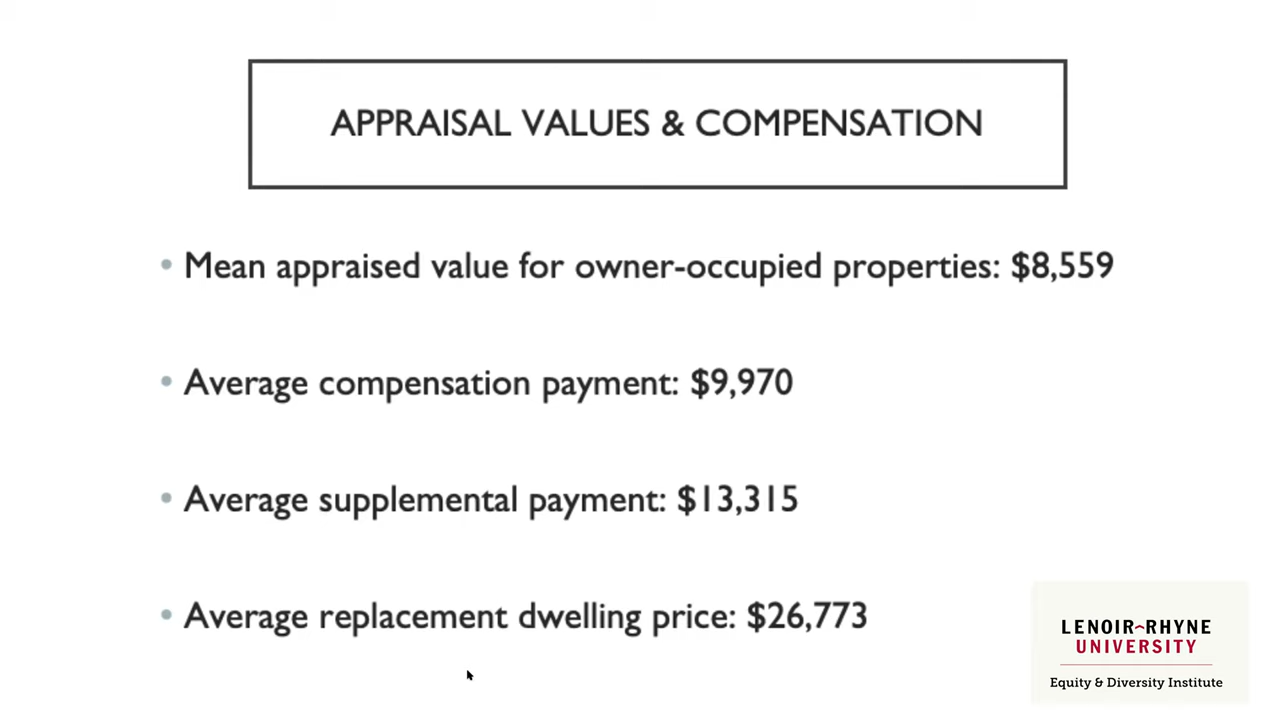 APPRAISAL VALUES & COMPENSATION
• Mean appraised value for owner-occupied properties: $8,559
• Average compensation payment: $9,970
• Average supplemental payment: $13,315
• Average replacement dwelling price: $26,773
LENOIR-RHYNE
UNIVERSITY
Equity & Diversity Institute